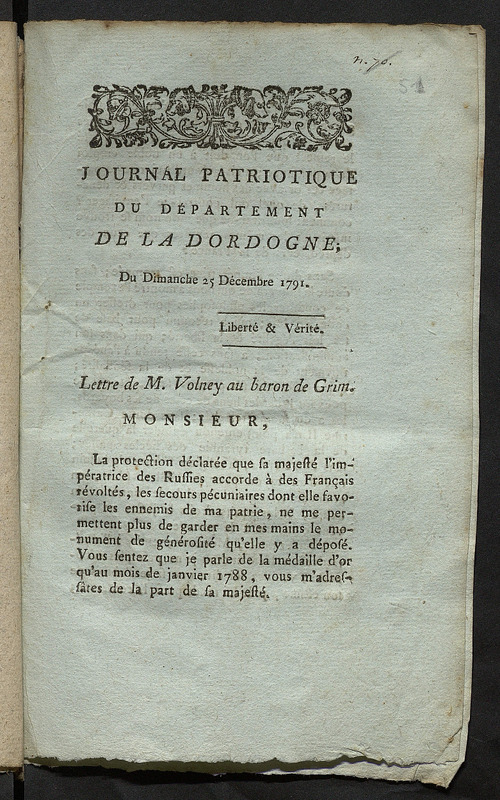 n. 70.
51
JOURNAL PATRIOTIQUE
DU DÉPARTEMENT
DE LA DORDOGNE;
Du Dimanche 25 Décembre 1791.
Liberté & Vérité.
Lettre de M. Volney au baron de Grim.
MONSIEUR,
La protection déclarée que ſa majeſté l'im-
pératrice des Ruſſies accorde à des Français
révoltés, les ſecours pécuniaires dont elle favo-
riſe les ennemis de ma patrie, ne me per-
mettent plus de garder en mes mains le mo-
nument de généroſité qu'elle y a dépoſé.
Vous ſentez que je parle de la médaille d'or
qu'au mois de janvier 1788, vous m'adreſ-
ſâtes de la part de ſa majeſté.